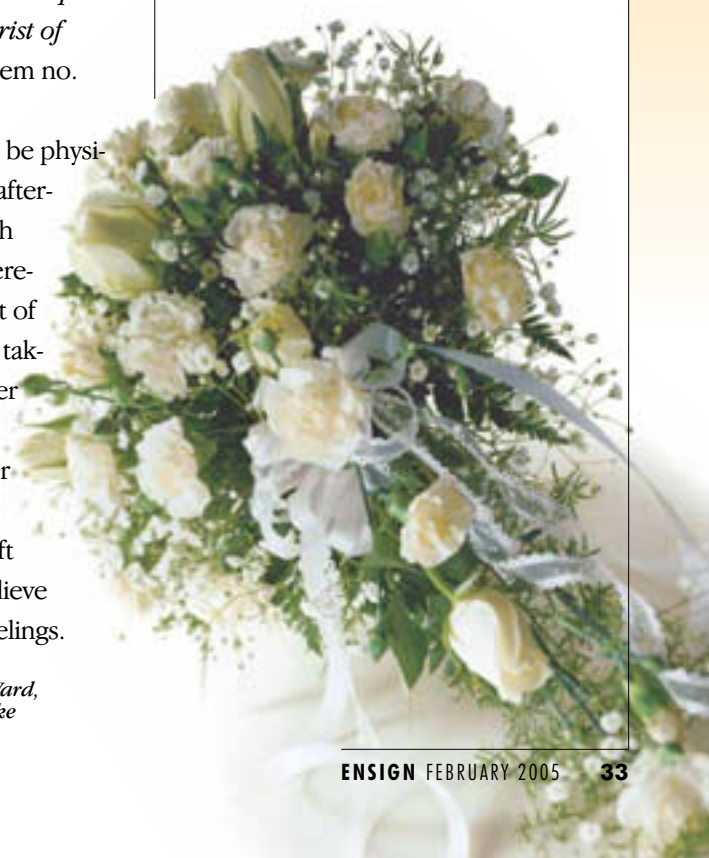 rist of
em no.
be physi-
after-
h
ere-
t of
tak-
er
r
ft
lieve
elings.
Ward,
ke
ENSIGN FEBRUARY 2005 33